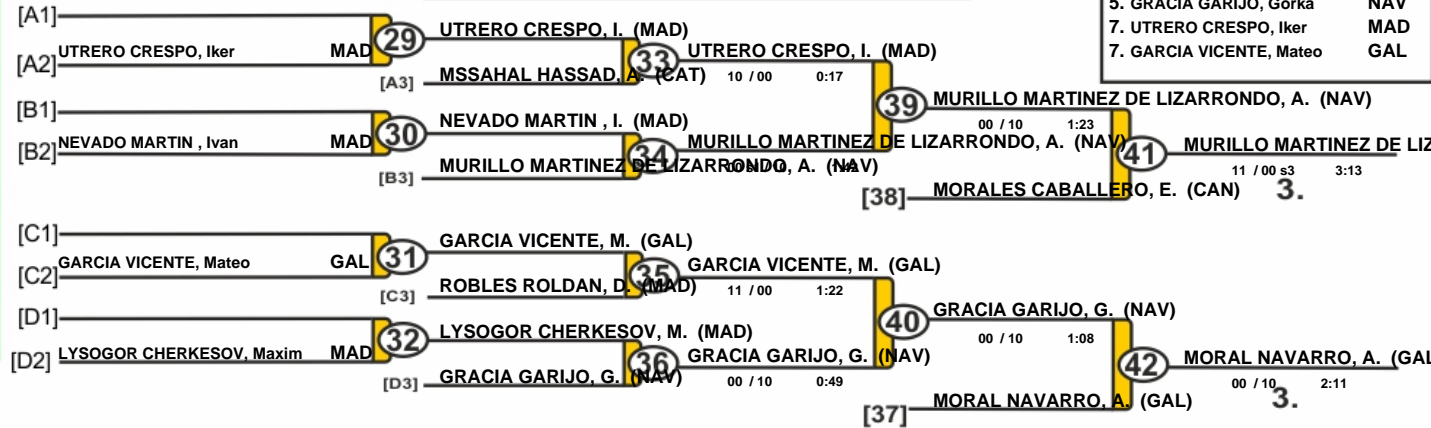 5. GRACIA GARIJO, Gorka NAV
7. UTRERO CRESPO, Iker MAD
7. GARCIA VICENTE, Mateo GAL
[A1]
UTRERO CRESPO, Iker MAD
[A2]
29
UTRERO CRESPO, I. (MAD)
[A3] MSSAHAL HASSAD, A. (CAT)
33
UTRERO CRESPO, I. (MAD)
10 / 00 0:17
[B1]
[B2] NEVADO MARTIN , Ivan MAD
30
NEVADO MARTIN , I. (MAD)
[B3] MURILLO MARTINEZ DE LIZARRONDO, A. (NAV)
34
MURILLO MARTINEZ DE LIZARRONDO, A. (NAV)
39
MURILLO MARTINEZ DE LIZARRONDO, A. (NAV)
00 / 10 1:23
[38] MORALES CABALLERO, E. (CAN)
41
MURILLO MARTINEZ DE LIZ
11 / 00 s3 3:13
3.
[C1]
[C2] GARCIA VICENTE, Mateo GAL
31
GARCIA VICENTE, M. (GAL)
[C3] ROBLES ROLDAN, D. (MAD)
35
GARCIA VICENTE, M. (GAL)
11 / 00 1:22
[D1]
[D2] LYSOGOR CHERKESOV, Maxim MAD
32
LYSOGOR CHERKESOV, M. (MAD)
[D3] GRACIA GARIJO, G. (NAV)
36
GRACIA GARIJO, G. (NAV)
00 / 10 0:49
40
GRACIA GARIJO, G. (NAV)
00 / 10 1:08
[37] MORAL NAVARRO, A. (GAL)
42
MORAL NAVARRO, A. (GAL
00 / 10 2:11
3.